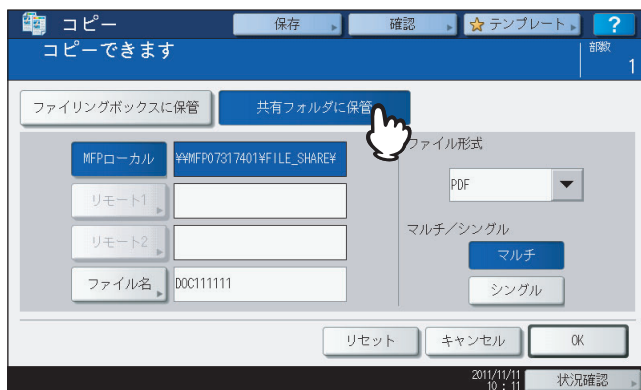 コピー
保存
確認
テンプレート
?
コピーできます
部数
1
ファイリングボックスに保管
共有フォルダに保管
MFPローカル
¥¥MFP07317401¥FILE_SHARE¥
リモート1
リモート2
ファイル名
DOC111111
ファイル形式
PDF
マルチ/シングル
マルチ
シングル
リセット
キャンセル
OK
2011/11/11
10 : 11
状況確認